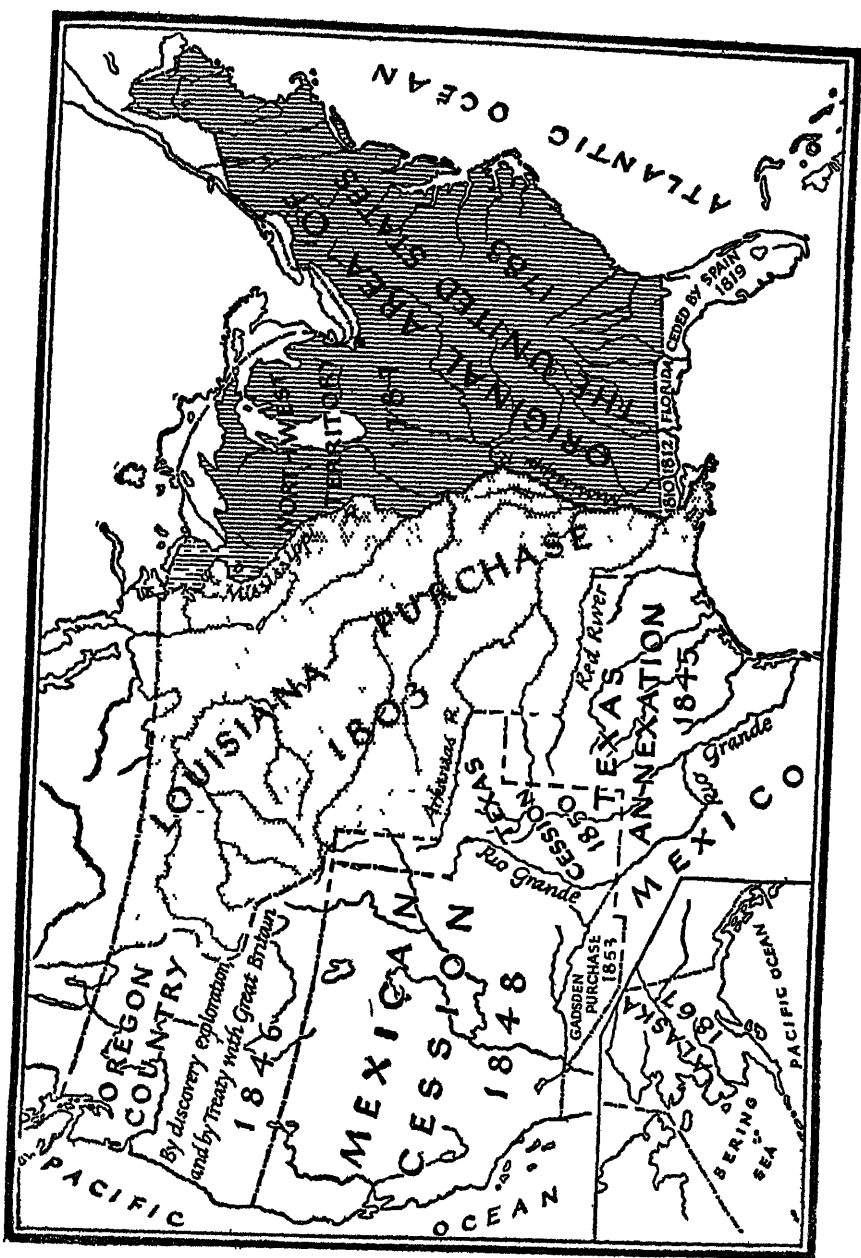 ATLANTIC OCEAN
ORIGINAL AREA OF
THE UNITED STATES
1783
NORTHWEST
TERRITORY
1787
Mississippi R.
Mississippi
CEDED BY SPAIN
1819
FLORIDA
1810
1812
LOUISIANA PURCHASE
1803
Arkansas R.
Red River
TEXAS
ANNEXATION
1845
Rio Grande
TEXAS
CESSION
1850
Rio Grande
MEXICO
OREGON
COUNTRY
By discovery, exploration,
and by Treaty with Great Britain
1846
MEXICAN
CESSION
1848
GADSDEN
PURCHASE
1853
PACIFIC OCEAN
ALASKA
1867
PACIFIC OCEAN
BERING
SEA